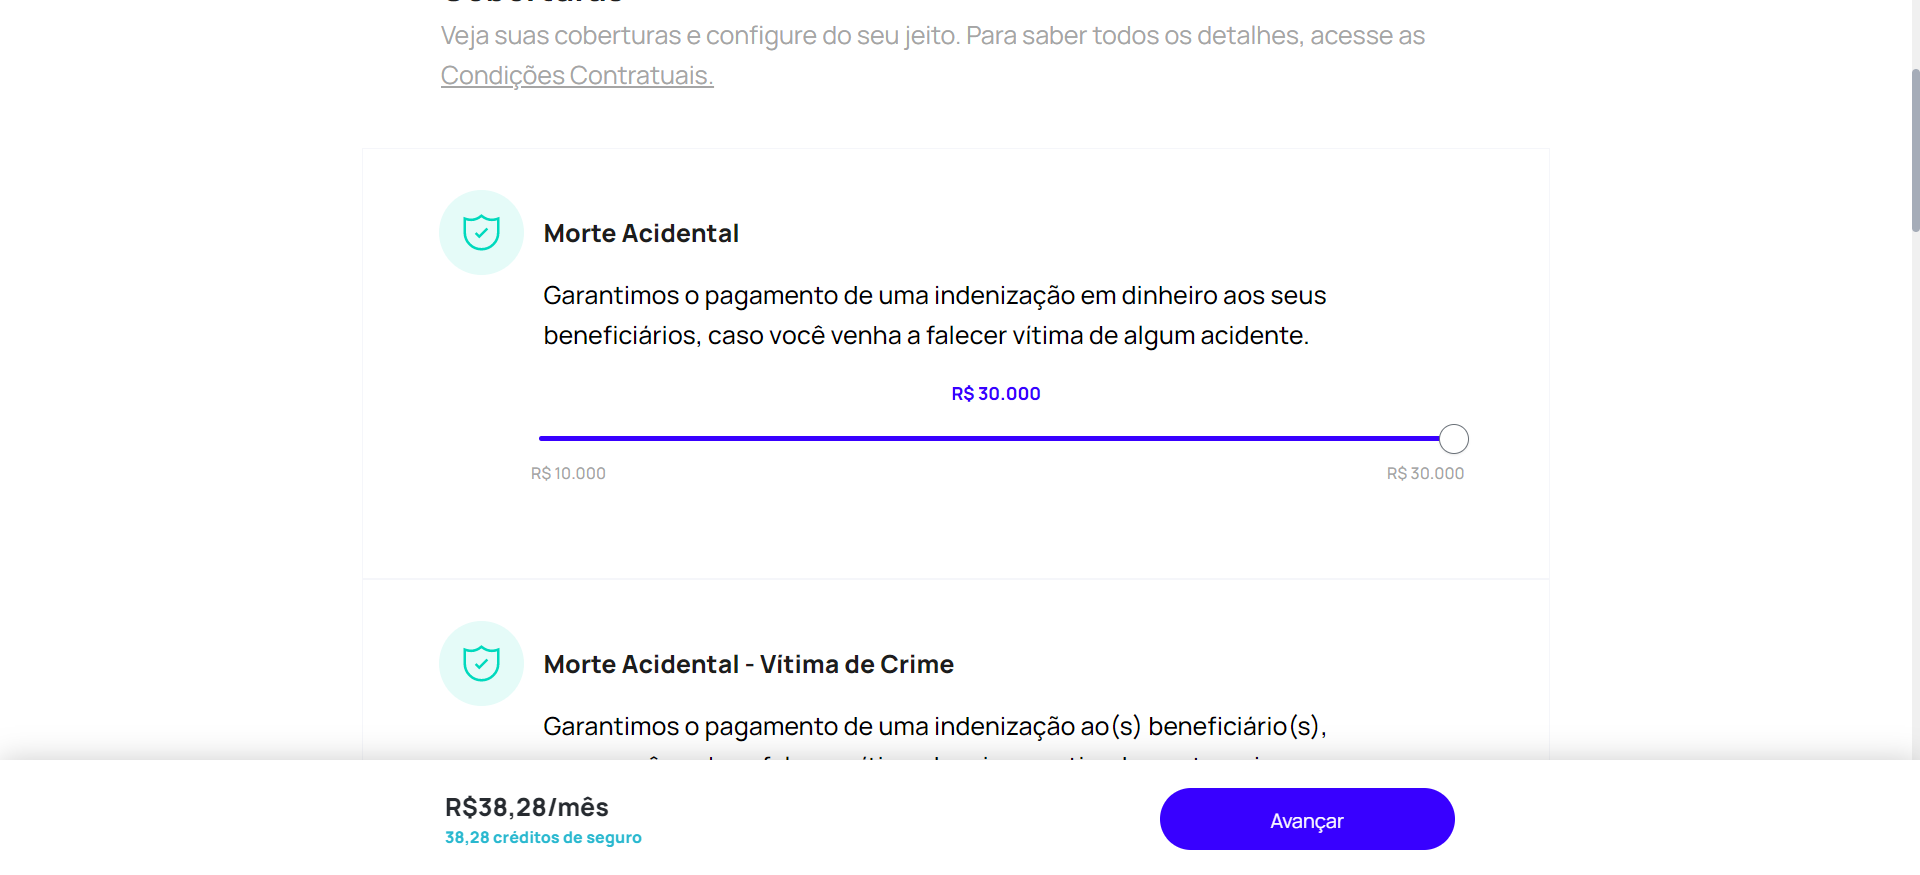 Veja suas coberturas e configure do seu jeito. Para saber todos os detalhes, acesse as
Condições Contratuais.
Morte Acidental
Garantimos o pagamento de uma indenização em dinheiro aos seus
beneficiários, caso você venha a falecer vítima de algum acidente.
R$ 30.000
R$ 10.000
R$ 30.000
Morte Acidental - Vítima de Crime
Garantimos o pagamento de uma indenização ao(s) beneficiário(s),
R$38,28/mês
38,28 créditos de seguro
Avançar